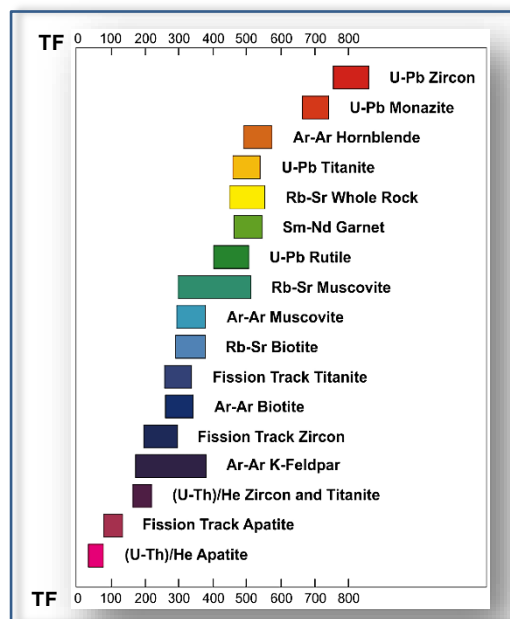 TF
0 100 200 300 400 500 600 700 800
U-Pb Zircon
U-Pb Monazite
Ar-Ar Hornblende
U-Pb Titanite
Rb-Sr Whole Rock
Sm-Nd Garnet
U-Pb Rutile
Rb-Sr Muscovite
Ar-Ar Muscovite
Rb-Sr Biotite
Fission Track Titanite
Ar-Ar Biotite
Fission Track Zircon
Ar-Ar K-Feldpar
(U-Th)/He Zircon and Titanite
Fission Track Apatite
(U-Th)/He Apatite
0 100 200 300 400 500 600 700 800
TF